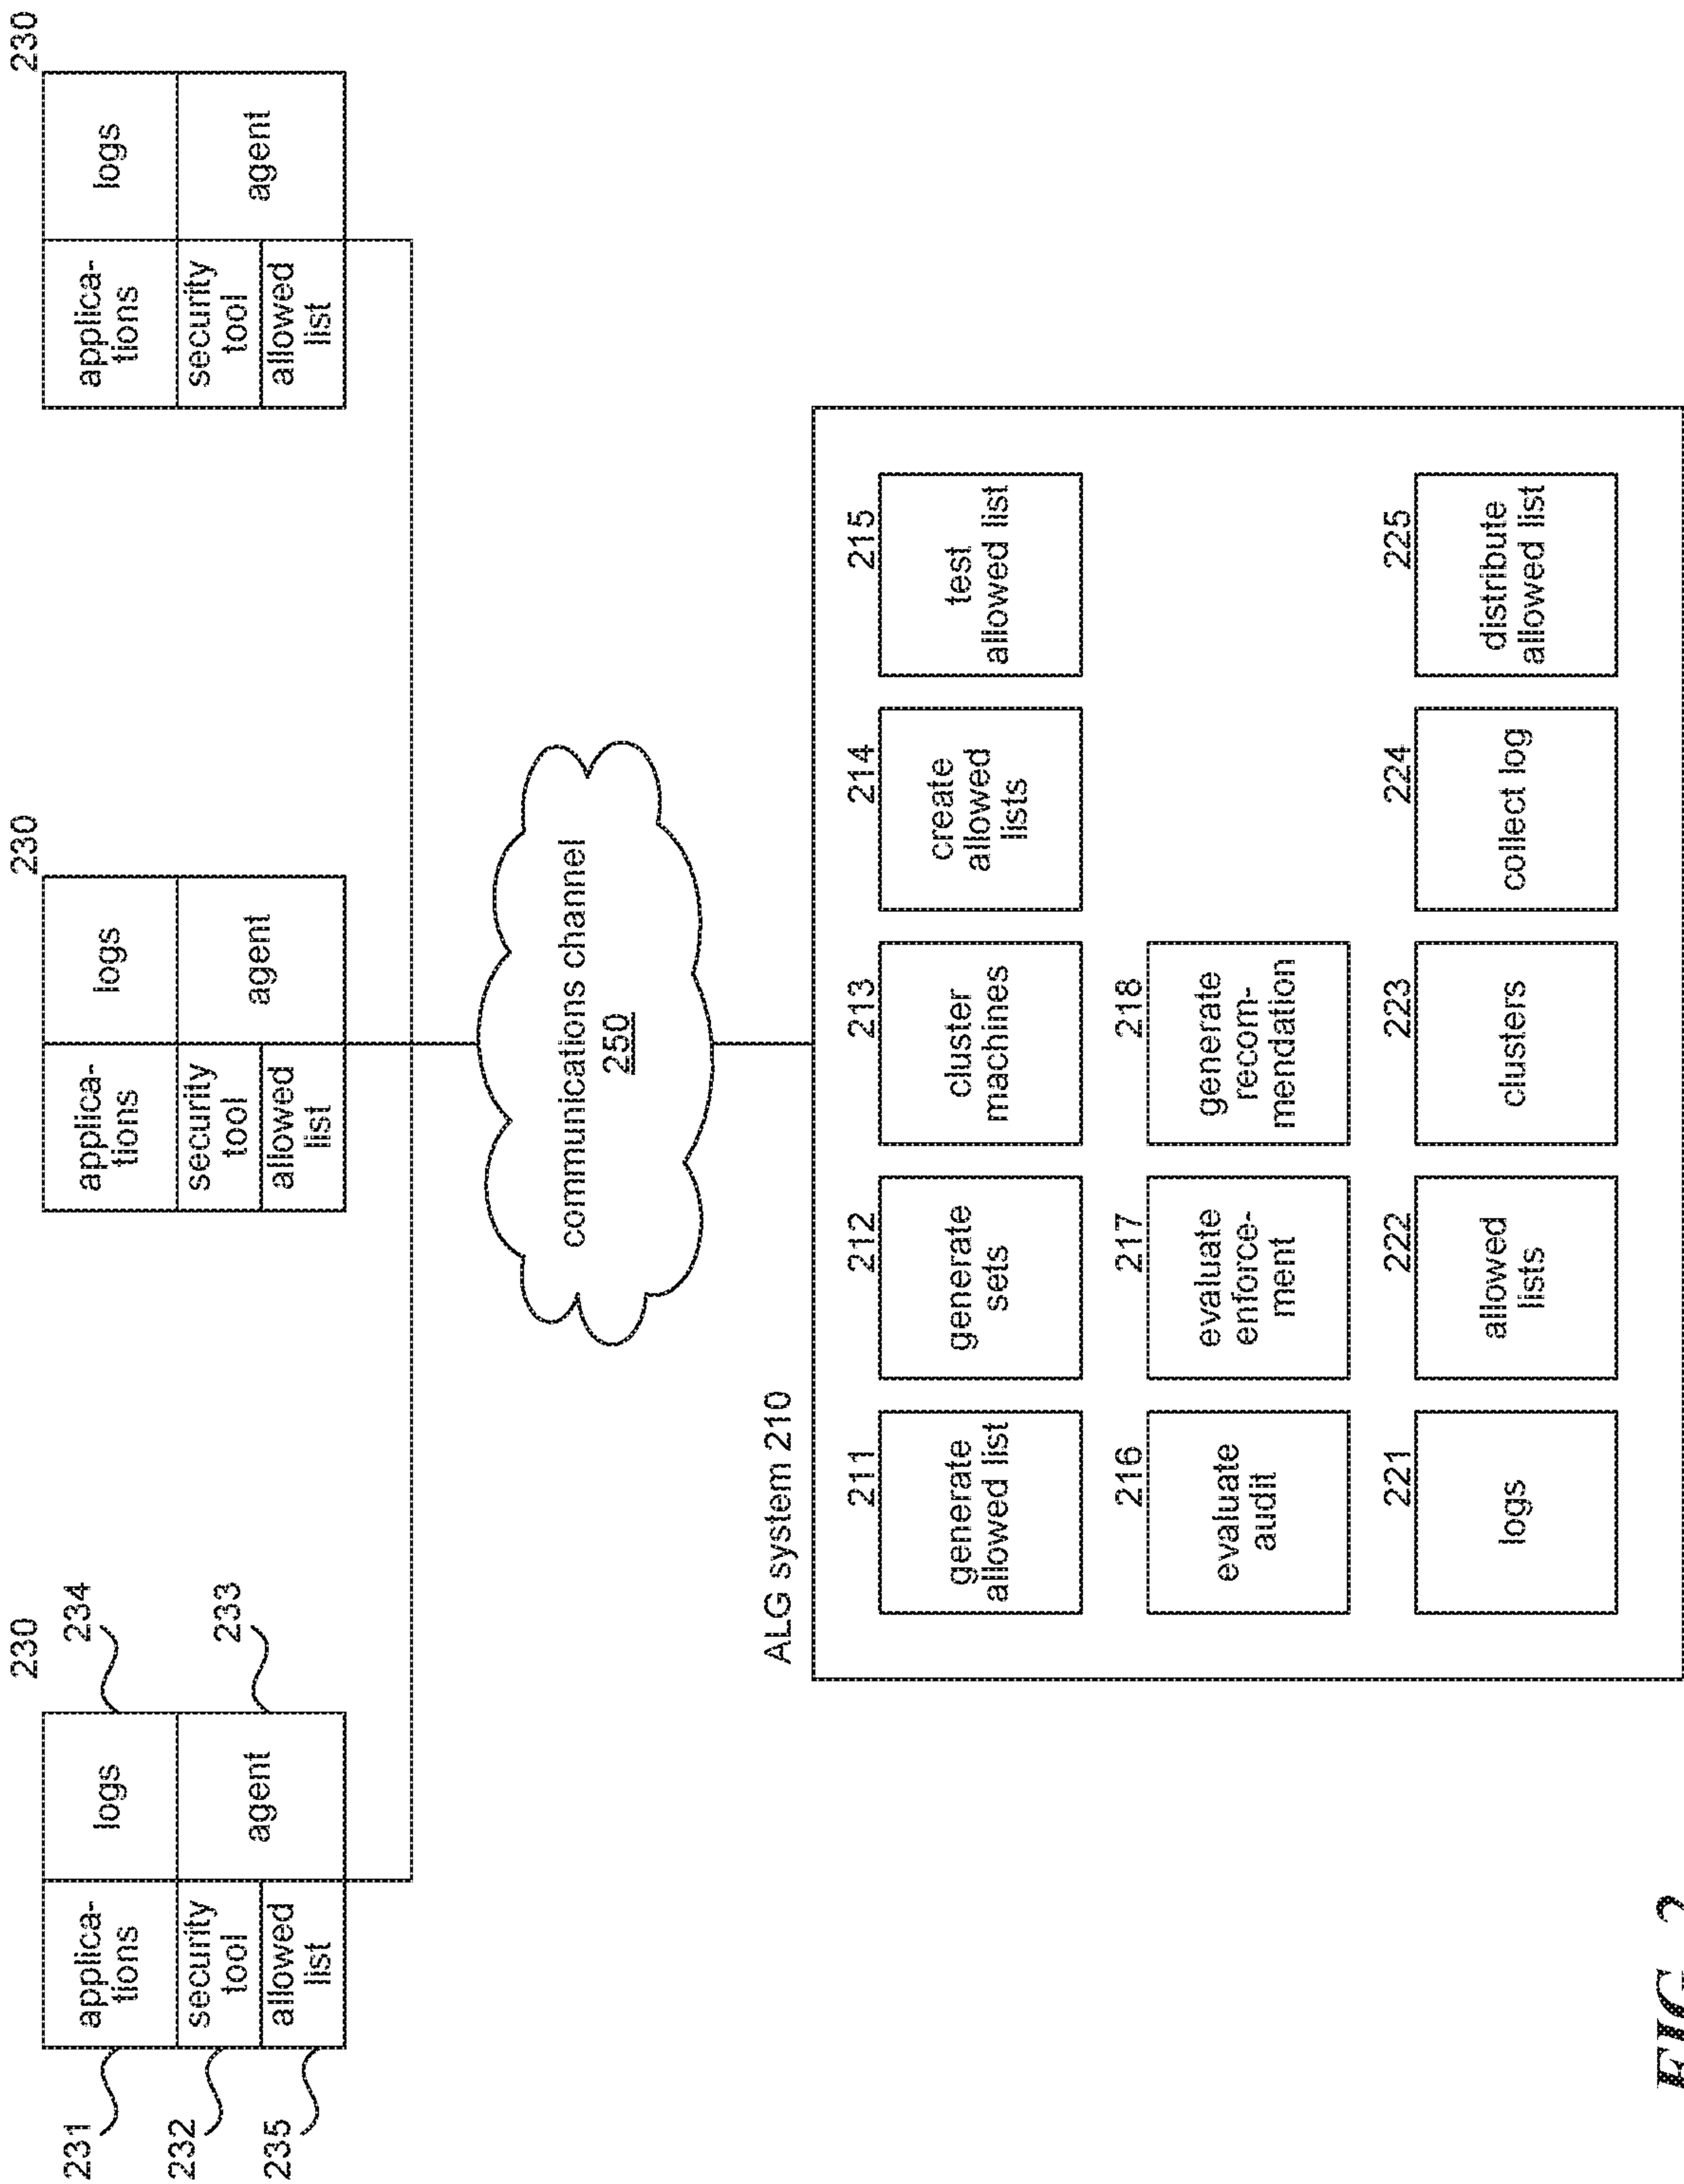 230
230
230
231
232
235
234
233
applica-
tions
logs
security
tool
agent
allowed
list
applica-
tions
logs
security
tool
agent
allowed
list
applica-
tions
logs
security
tool
agent
allowed
list
communications channel
250
ALG system 210
211
generate
allowed list
212
generate
sets
213
cluster
machines
214
create
allowed
lists
215
test
allowed list
216
evaluate
audit
217
evaluate
enforce-
ment
218
generate
recom-
mendation
221
logs
222
allowed
lists
223
clusters
224
collect log
225
distribute
allowed list
FIG. 2